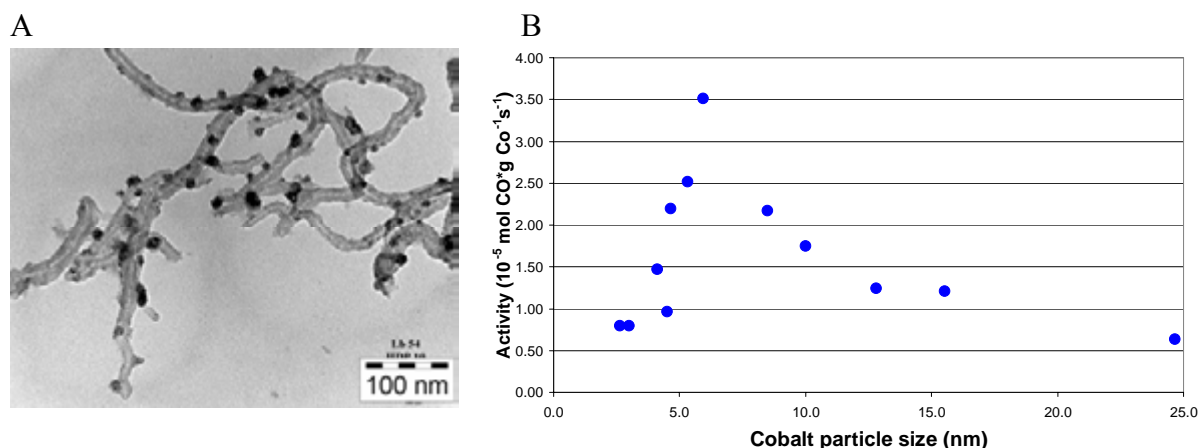 A
B
100 nm
Activity (10⁻⁵ mol CO*g Co⁻¹s⁻¹)
4.00
3.50
3.00
2.50
2.00
1.50
1.00
0.50
0.00
0.0 5.0 10.0 15.0 20.0 25.0
Cobalt particle size (nm)